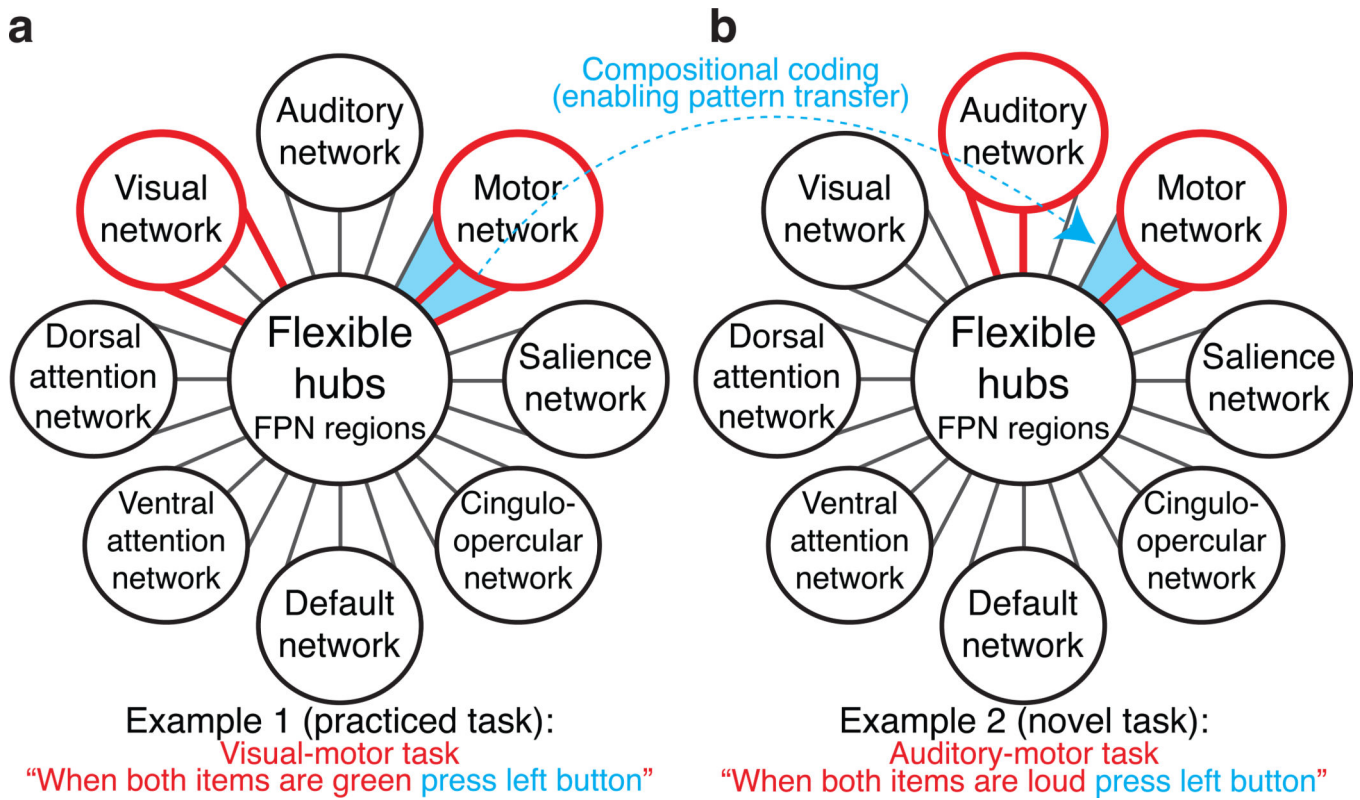 a
b
Compositional coding
(enabling pattern transfer)
Auditory
network
Visual
network
Motor
network
Dorsal
attention
network
Flexible
hubs
FPN regions
Salience
network
Ventral
attention
network
Cingulo-
opercular
network
Default
network
Example 1 (practiced task):
Visual-motor task
“When both items are green press left button”
Auditory
network
Visual
network
Motor
network
Dorsal
attention
network
Flexible
hubs
FPN regions
Salience
network
Ventral
attention
network
Cingulo-
opercular
network
Default
network
Example 2 (novel task):
Auditory-motor task
“When both items are loud press left button”